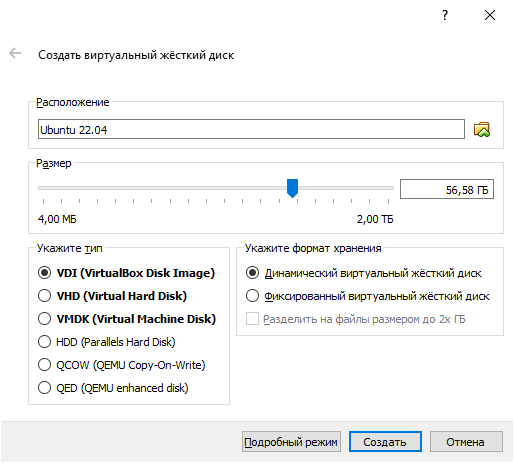 ?
Создать виртуальный жёсткий диск
Расположение
Ubuntu 22.04
Размер
56,58 ГБ
4,00 МБ
2,00 ТБ
Укажите тип
VDI (VirtualBox Disk Image)
VHD (Virtual Hard Disk)
VMDK (Virtual Machine Disk)
HDD (Parallels Hard Disk)
QCOW (QEMU Copy-On-Write)
QED (QEMU enhanced disk)
Укажите формат хранения
Динамический виртуальный жёсткий диск
Фиксированный виртуальный жёсткий диск
Разделить на файлы размером до 2х ГБ
Подробный режим
Создать
Отмена